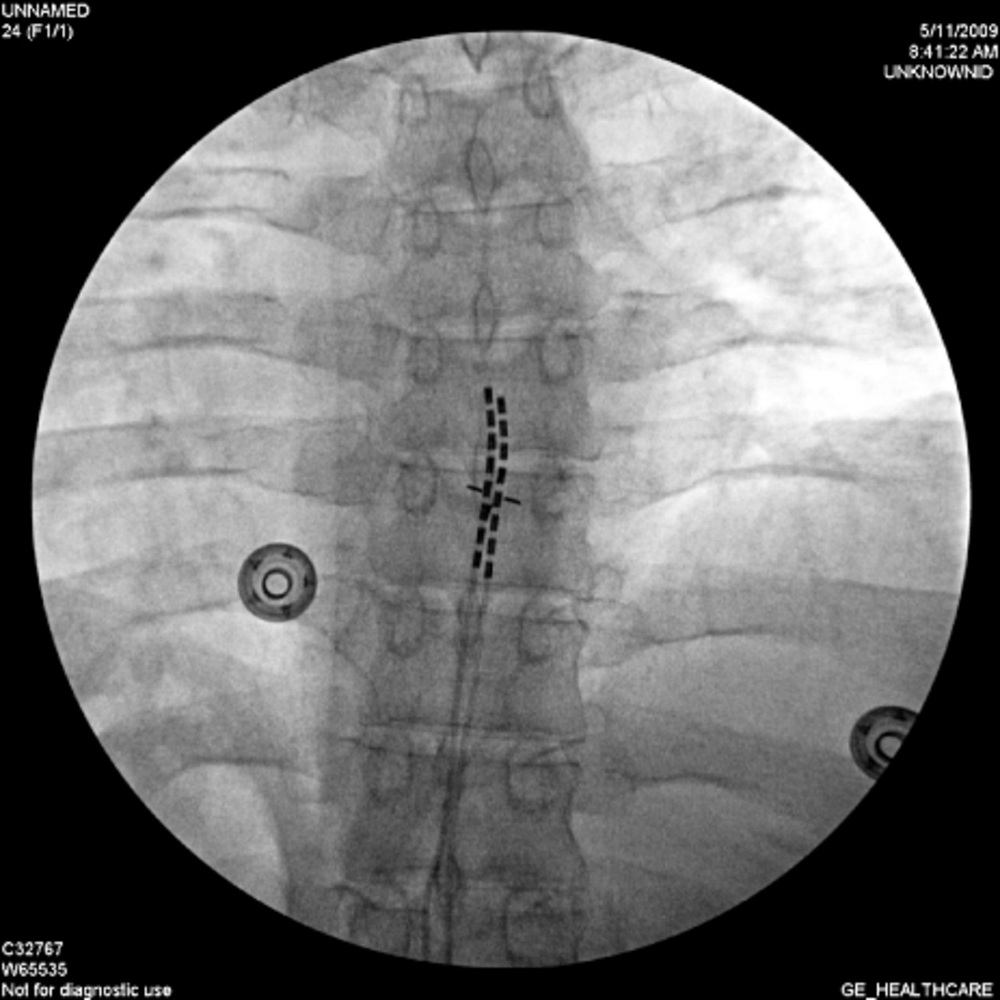 UNNAMED
24 (F1/1)
5/11/2009
8:41:22 AM
UNKNOWNID
C32767
W65535
Not for diagnostic use
GE_HEALTHCARE